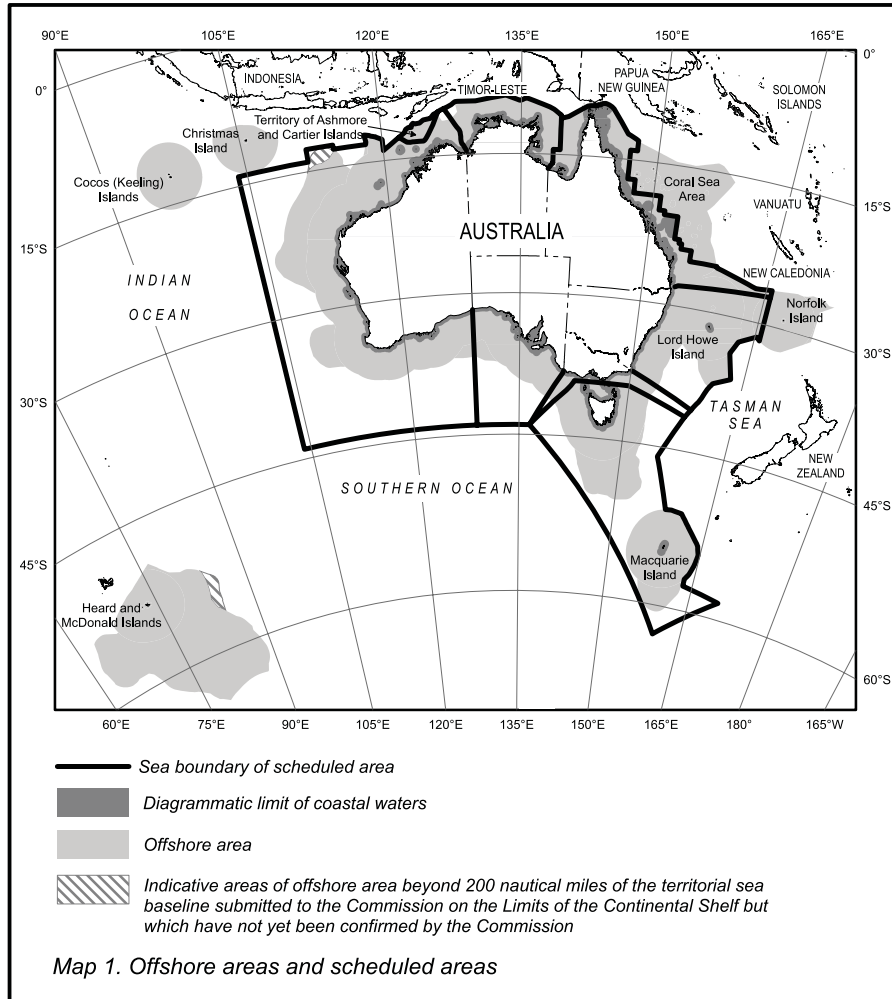 90°E 105°E 120°E 135°E 150°E 165°E
0° 0°
INDONESIA
TIMOR-LESTE
PAPUA
NEW GUINEA
SOLOMON
ISLANDS
Territory of Ashmore
and Cartier Islands
Christmas
Island
Cocos (Keeling)
Islands
Coral Sea
Area
VANUATU
15°S 15°S
AUSTRALIA
INDIAN
OCEAN
NEW CALEDONIA
Norfolk
Island
Lord Howe
Island
30°S 30°S
TASMAN
SEA
NEW
ZEALAND
SOUTHERN OCEAN
45°S 45°S
Macquarie
Island
Heard and
McDonald Islands
60°S
60°E 75°E 90°E 105°E 120°E 135°E 150°E 165°E 180° 165°W
Sea boundary of scheduled area
Diagrammatic limit of coastal waters
Offshore area
Indicative areas of offshore area beyond 200 nautical miles of the territorial sea
baseline submitted to the Commission on the Limits of the Continental Shelf but
which have not yet been confirmed by the Commission
Map 1. Offshore areas and scheduled areas